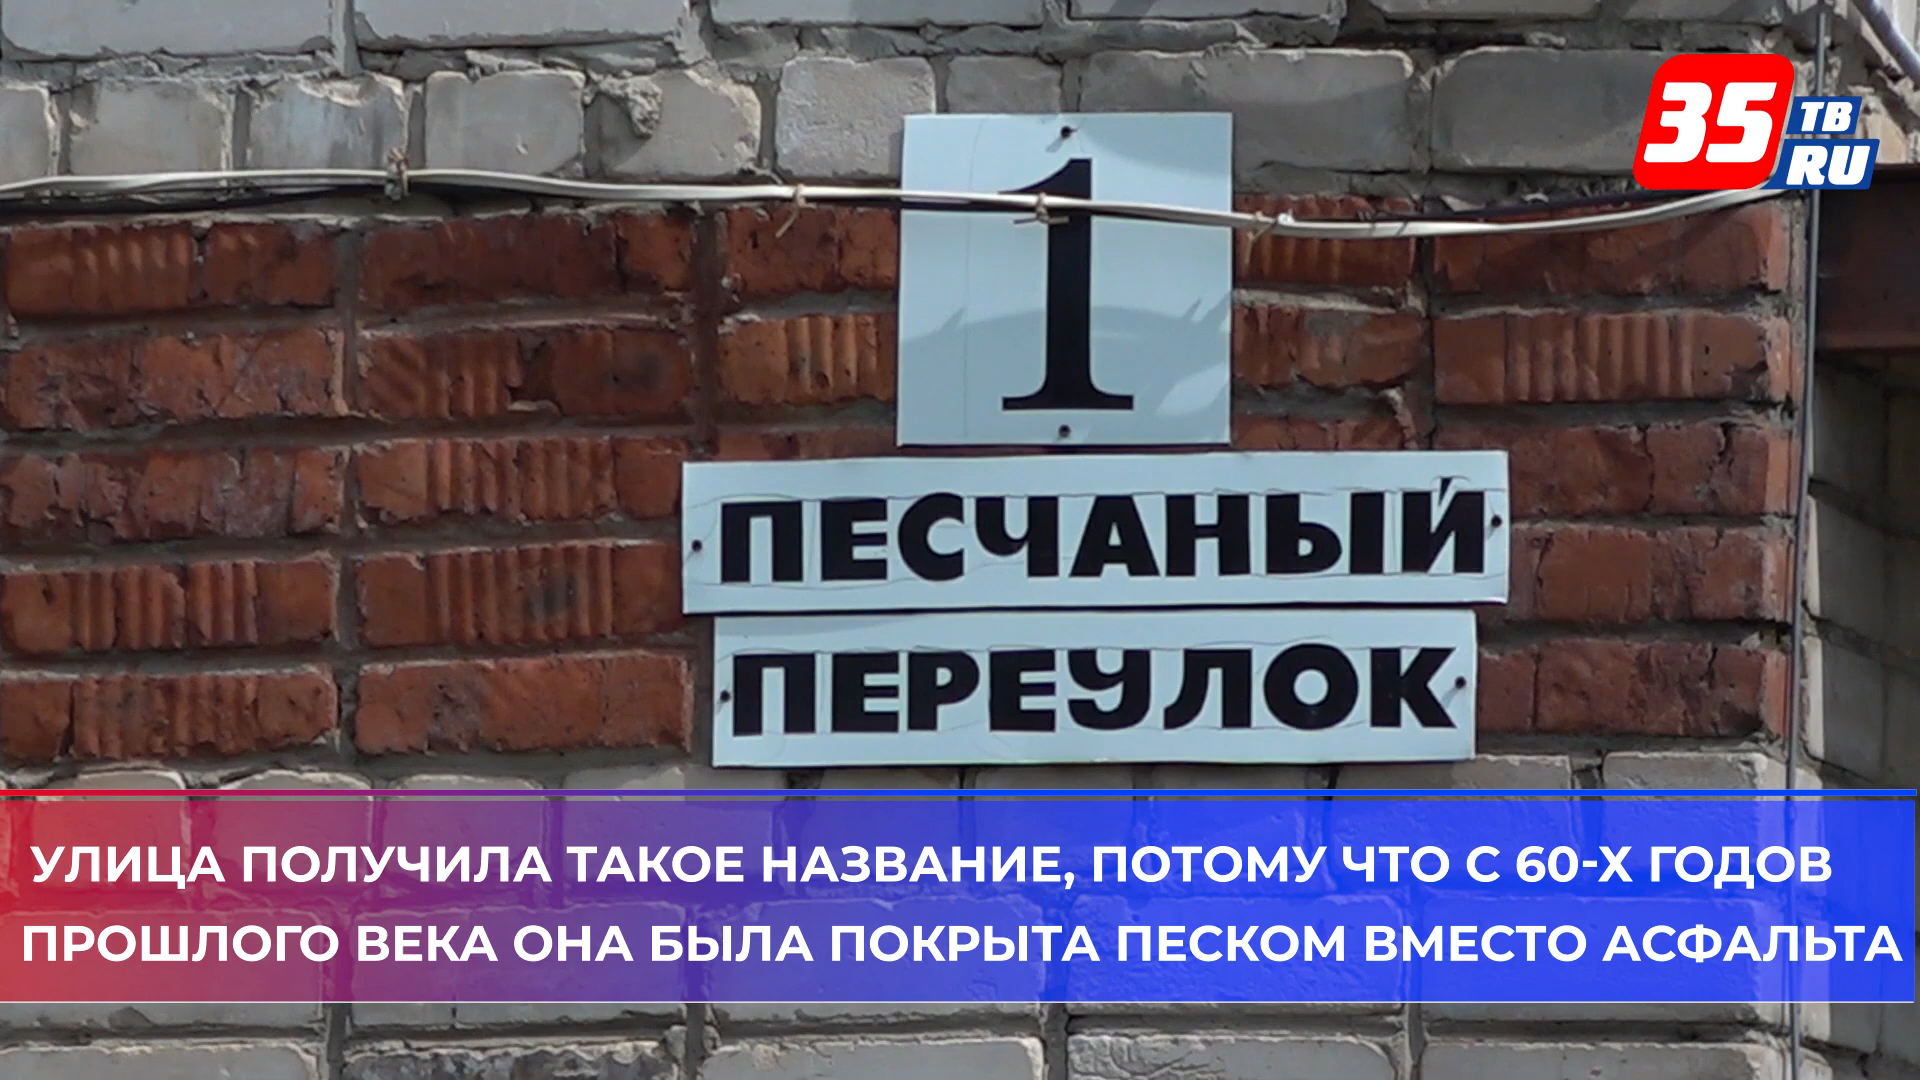 35
ТВ
RU
1
ПЕСЧАНЫЙ
ПЕРЕУЛОК
УЛИЦА ПОЛУЧИЛА ТАКОЕ НАЗВАНИЕ, ПОТОМУ ЧТО С 60-Х ГОДОВ
ПРОШЛОГО ВЕКА ОНА БЫЛА ПОКРЫТА ПЕСКОМ ВМЕСТО АСФАЛЬТА